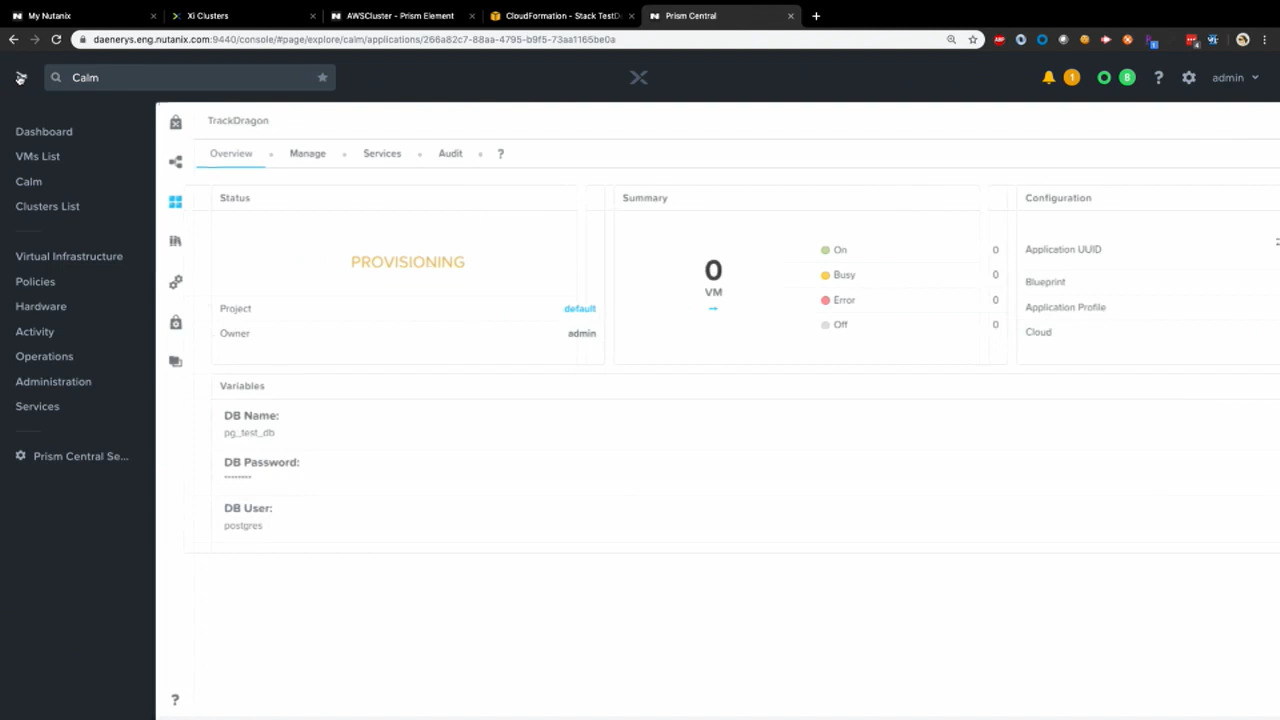 My Nutanix
Xi Clusters
AWSCluster - Prism Element
CloudFormation - Stack TestD
Prism Central
daenerys.eng.nutanix.com:9440/console/#page/explore/calm/applications/266a82c7-88aa-4795-b9f5-73aa1165be0a
Calm
1
8
?
admin
Dashboard
VMs List
Calm
Clusters List
Virtual Infrastructure
Policies
Hardware
Activity
Operations
Administration
Services
Prism Central Se...
TrackDragon
Overview
Manage
Services
Audit
?
Status
PROVISIONING
Project default
Owner admin
Summary
0
VM
On 0
Busy 0
Error 0
Off 0
Configuration
Application UUID
Blueprint
Application Profile
Cloud
Variables
DB Name:
pg_test_db
DB Password:
********
DB User:
postgres
?